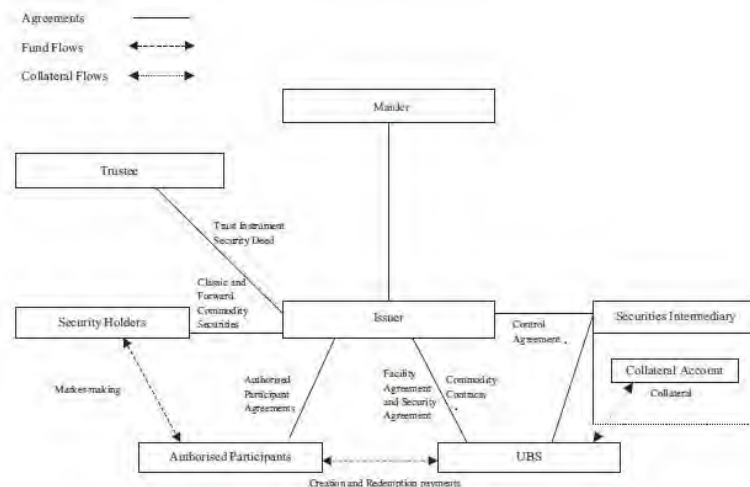 Agreements
Fund Flows
Collateral Flows
Trustee
Trust Instrument
Security Deed
Classic and
Forward
Commodity
Securities
Security Holders
Issuer
Control
Agreement
Securities Intermediary
Collateral Account
Collateral
Market-making
Authorised
Participant
Agreements
Facility
Agreement
and Security
Agreement
Commodity
Contracts
Authorised Participants
UBS
Creation and Redemption payments